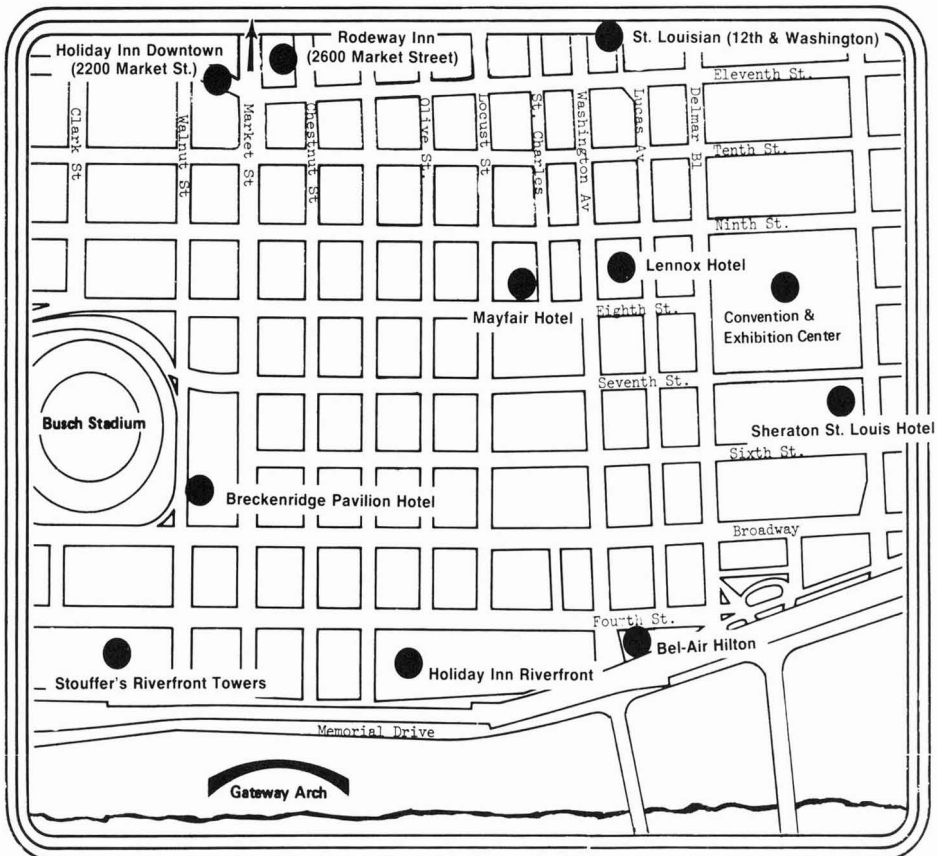 Holiday Inn Downtown
(2200 Market St.)
Rodeway Inn
(2600 Market Street)
St. Louisian (12th & Washington)
Eleventh St.
Clark St
Walnut St
Market St
Chestnut St
Olive St.
Locust St
St. Charles
Washington Av
Lucas Av
Delmar Bl
Tenth St.
Ninth St.
Lennox Hotel
Mayfair Hotel
Eighth St.
Convention &
Exhibition Center
Seventh St.
Busch Stadium
Sheraton St. Louis Hotel
Sixth St.
Breckenridge Pavilion Hotel
Broadway
Fourth St.
Bel-Air Hilton
Stouffer's Riverfront Towers
Holiday Inn Riverfront
Memorial Drive
Gateway Arch